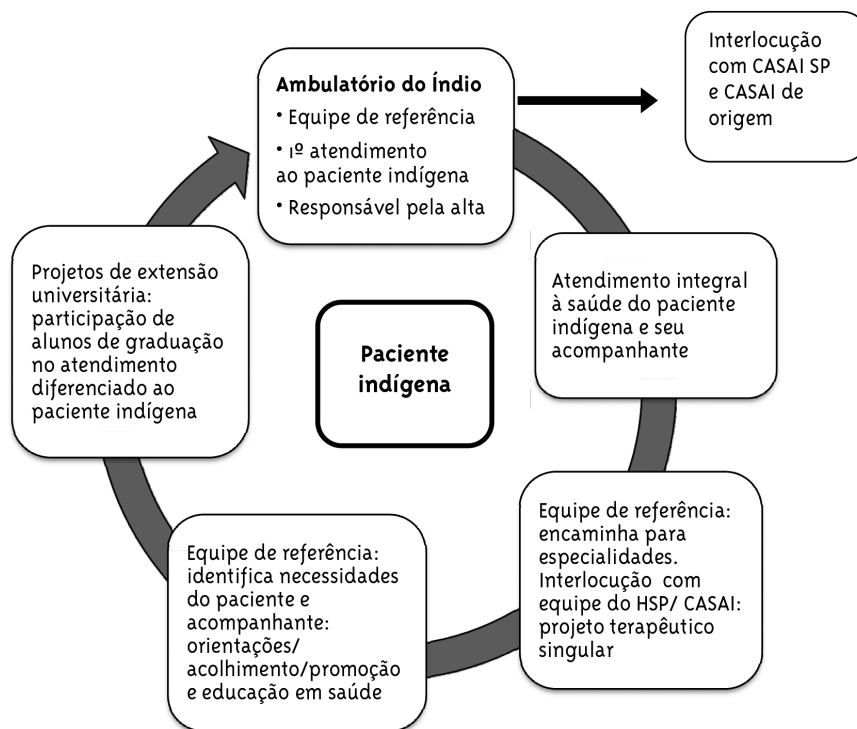 Interlocução
com CASAI SP
e CASAI de
origem
Ambulatório do Índio
• Equipe de referência
• 1º atendimento
ao paciente indígena
• Responsável pela alta
Atendimento integral
à saúde do paciente
indígena e seu
acompanhante
Equipe de referência:
encaminha para
especialidades.
Interlocução com
equipe do HSP/ CASAI:
projeto terapêutico
singular
Equipe de referência:
identifica necessidades
do paciente e
acompanhante:
orientações/
acolhimento/promoção
e educação em saúde
Projetos de extensão
universitária:
participação de
alunos de graduação
no atendimento
diferenciado ao
paciente indígena
Paciente
indígena